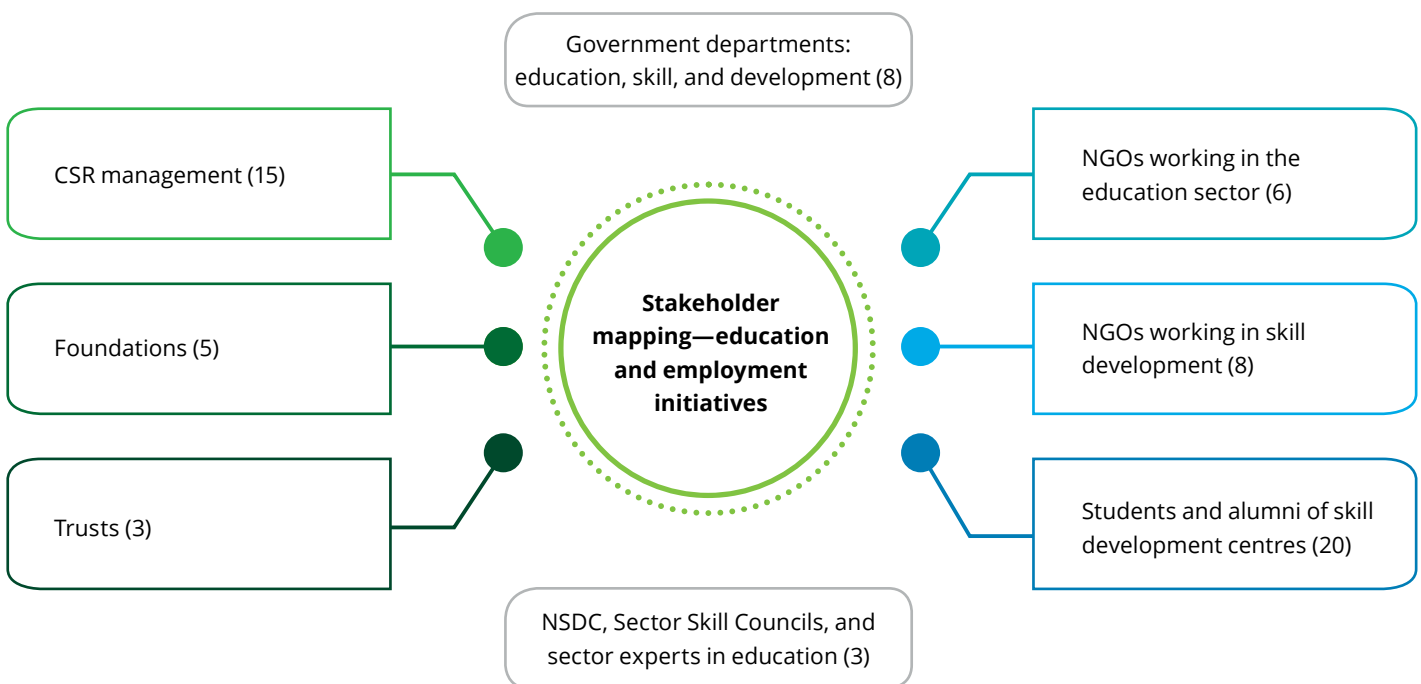 Government departments:
education, skill, and development (8)
CSR management (15)
Foundations (5)
Trusts (3)
Stakeholder
mapping—education
and employment
initiatives
NGOs working in the
education sector (6)
NGOs working in skill
development (8)
Students and alumni of skill
development centres (20)
NSDC, Sector Skill Councils, and
sector experts in education (3)